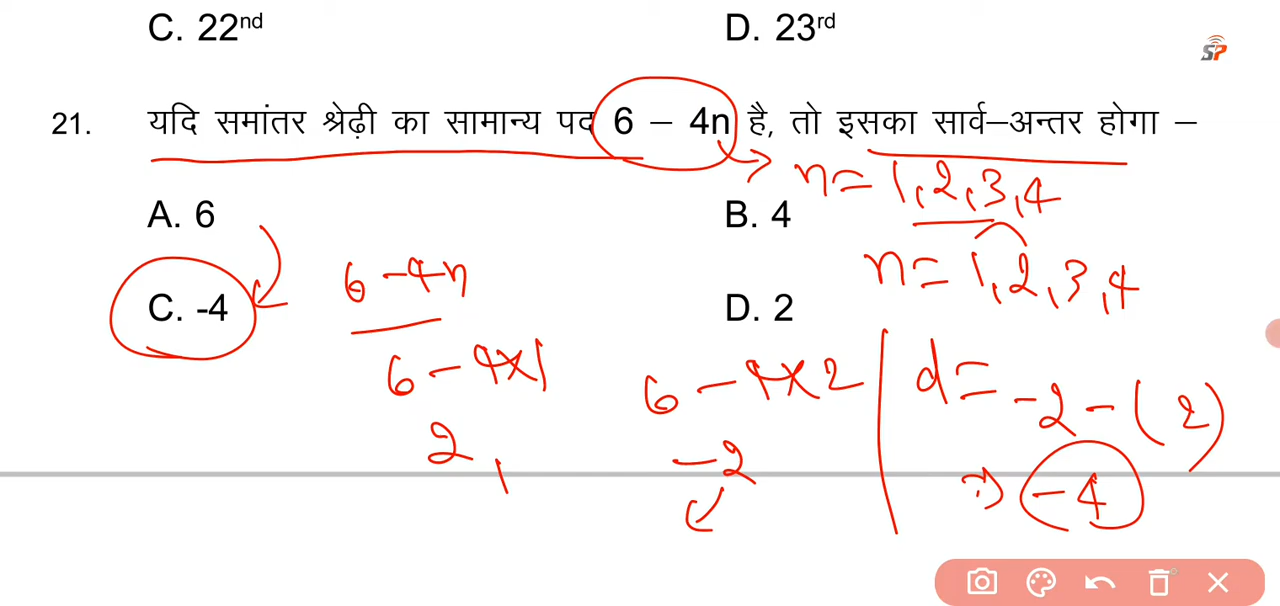 C. 22nd D. 23rd
SP
21. यदि समांतर श्रेढ़ी का सामान्य पद 6 – 4n है, तो इसका सार्व–अन्तर होगा –
n = 1, 2, 3, 4
A. 6 B. 4
6 - 4n n = 1, 2, 3, 4
C. -4 D. 2
6 - 4×1 6 - 4×2 d = -2 - (2)
2, -2 ⇒ -4